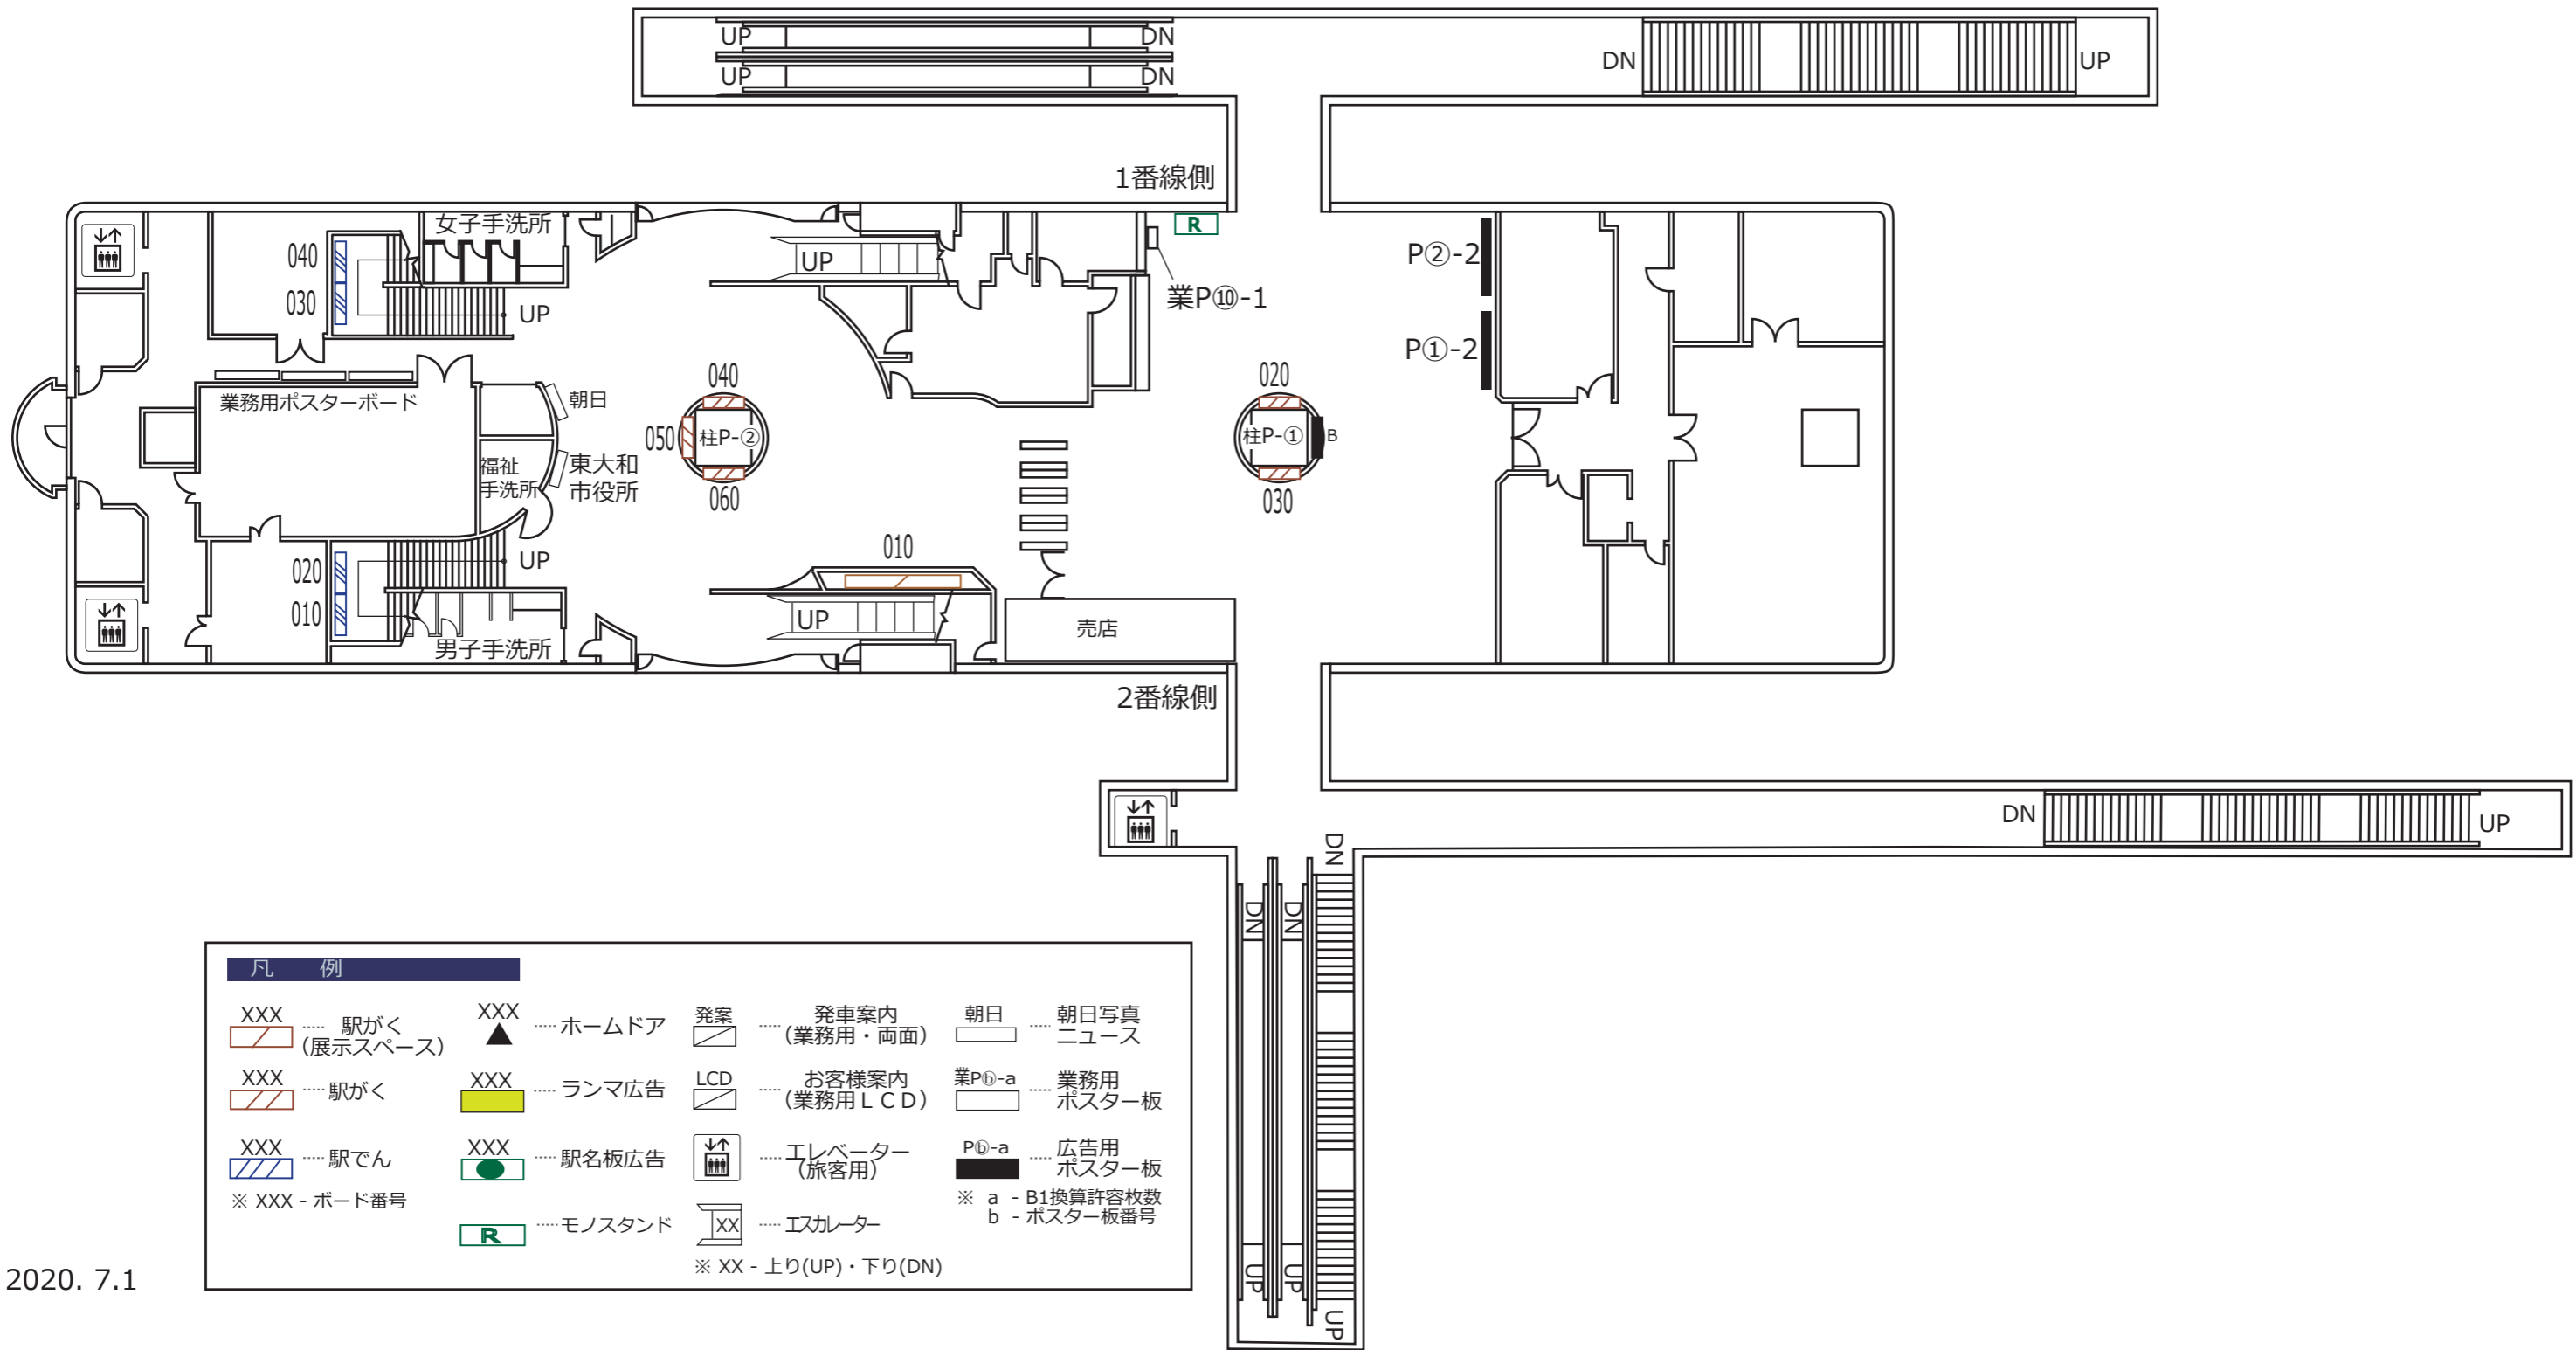 UP
DN
UP
DN
DN
UP
1番線側
女子手洗所
R
040
030
UP
UP
業P⑩-1
P②-2
P①-2
業務用ポスターボード
朝日
040
050
柱P-②
060
020
柱P-①
B
030
福祉
手洗所
東大和
市役所
020
010
UP
010
UP
男子手洗所
売店
2番線側
DN
UP
DN
DN
DN
UP
UP
UP
凡 例
XXX
駅がく
(展示スペース)
XXX
ホームドア
発案
発車案内
(業務用・両面)
朝日
朝日写真
ニュース
XXX
駅がく
XXX
ランマ広告
LCD
お客様案内
(業務用LCD)
業Pⓑ-a
業務用
ポスター板
XXX
駅でん
XXX
駅名板広告
エレベーター
(旅客用)
Pⓑ-a
広告用
ポスター板
※ XXX - ボード番号
※ a - B1換算許容枚数
b - ポスター板番号
R
モノスタンド
XX
エスカレーター
※ XX - 上り(UP)・下り(DN)
2020. 7.1